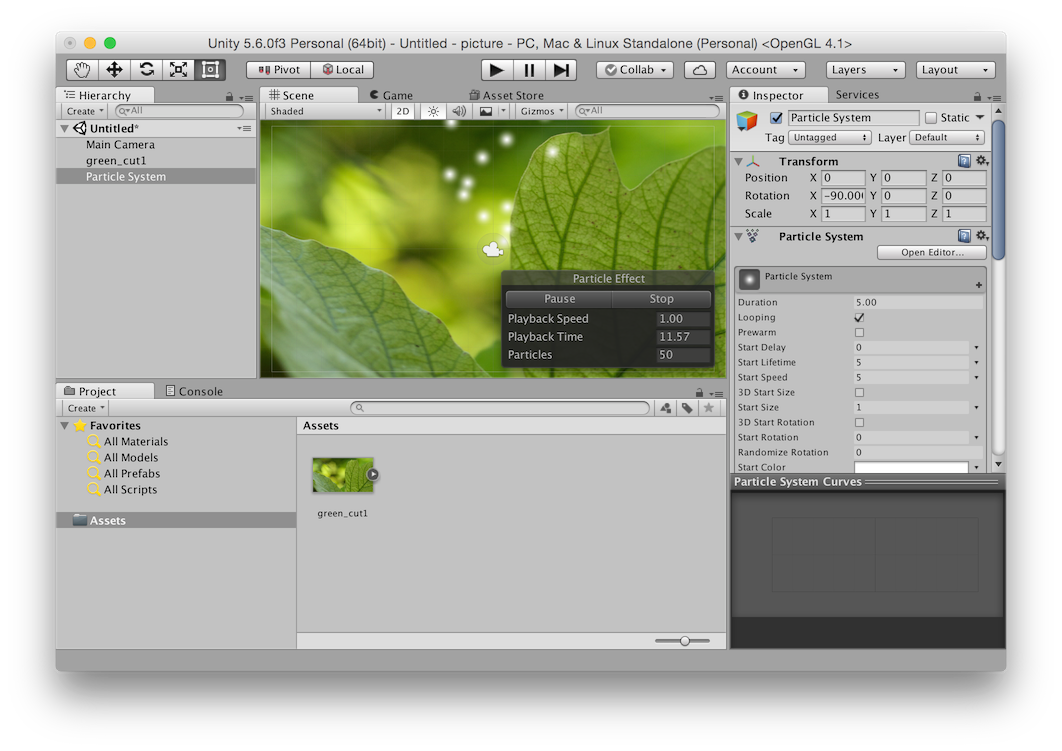 Unity 5.6.0f3 Personal (64bit) - Untitled - picture - PC, Mac & Linux Standalone (Personal) <OpenGL 4.1>
Pivot Local Collab Account Layers Layout
Hierarchy
Create All
Untitled*
Main Camera
green_cut1
Particle System
Scene Game Asset Store
Shaded 2D Gizmos All
Particle Effect
Pause Stop
Playback Speed 1.00
Playback Time 11.57
Particles 50
Project Console
Create
Favorites
All Materials
All Models
All Prefabs
All Scripts
Assets
Assets
green_cut1
Inspector Services
Particle System Static
Tag Untagged Layer Default
Transform
Position X 0 Y 0 Z 0
Rotation X -90.00 Y 0 Z 0
Scale X 1 Y 1 Z 1
Particle System
Open Editor...
Particle System
Duration 5.00
Looping
Prewarm
Start Delay 0
Start Lifetime 5
Start Speed 5
3D Start Size
Start Size 1
3D Start Rotation
Start Rotation 0
Randomize Rotation 0
Start Color
Particle System Curves